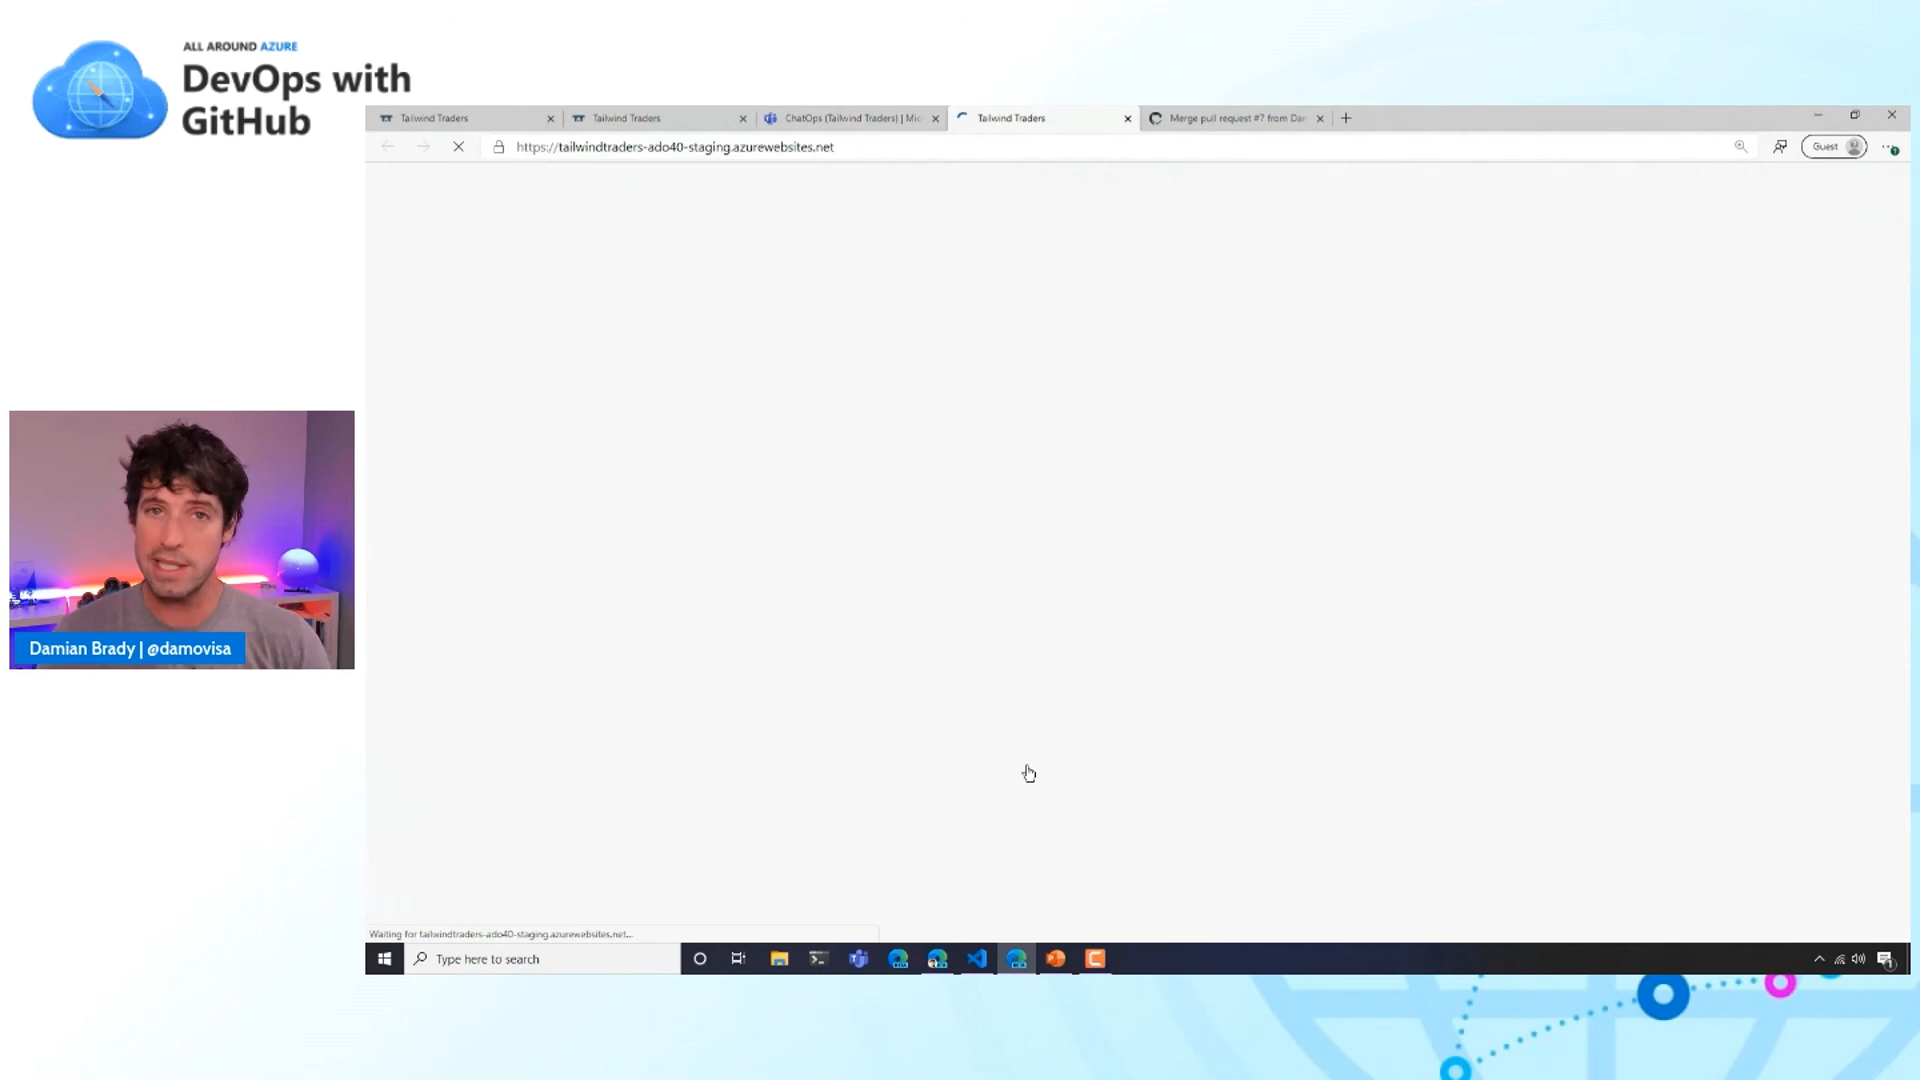 ALL AROUND AZURE
DevOps with
GitHub
Tailwind Traders
Tailwind Traders
ChatOps (Tailwind Traders) | Mic
Tailwind Traders
Merge pull request #7 from Dam
https://tailwindtraders-ado40-staging.azurewebsites.net
Guest
Damian Brady | @damovisa
Waiting for tailwindtraders-ado40-staging.azurewebsites.net...
Type here to search